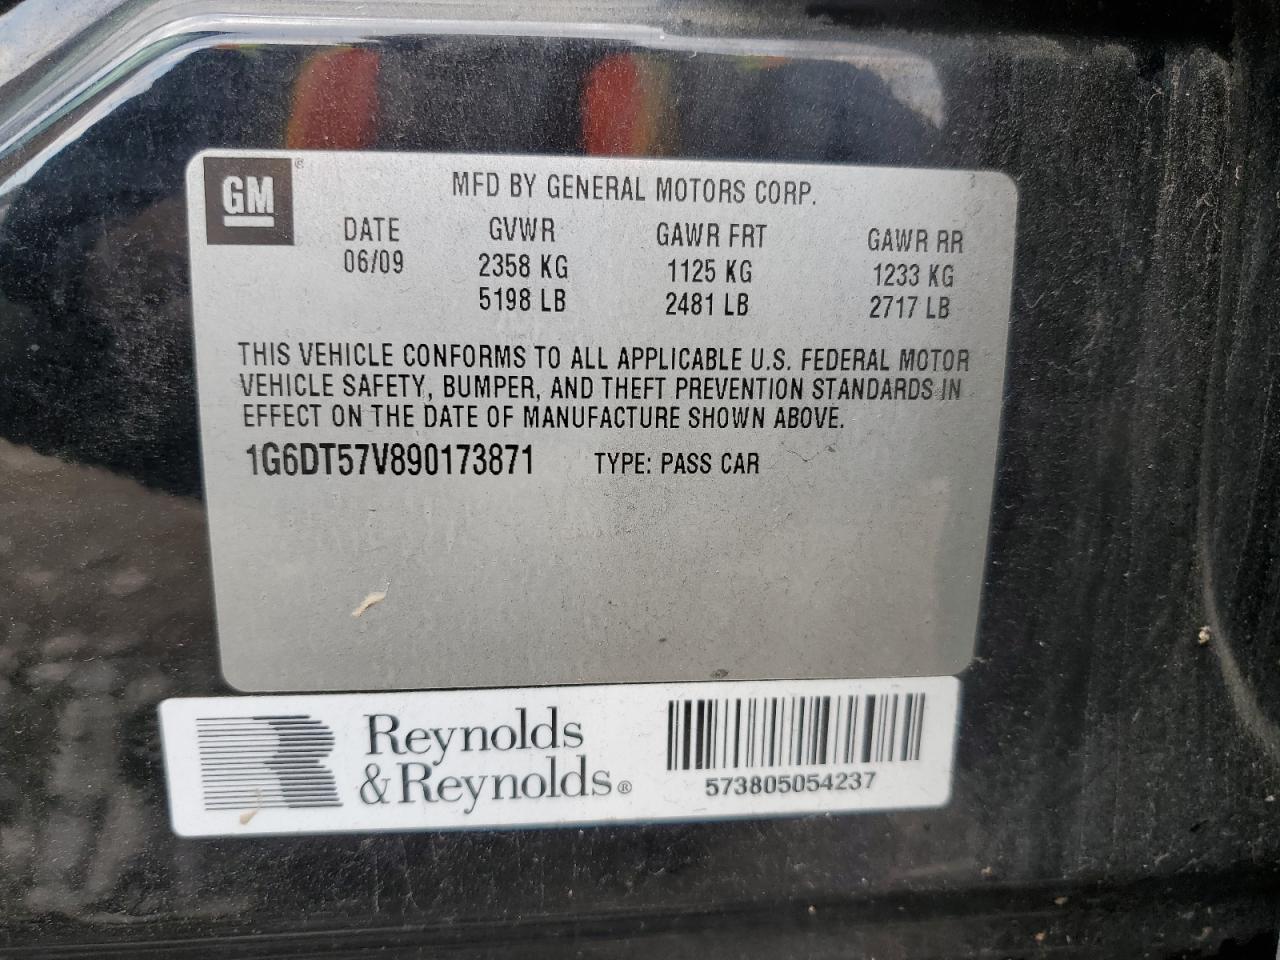 GM ®
MFD BY GENERAL MOTORS CORP.
DATE GVWR GAWR FRT GAWR RR
06/09 2358 KG 1125 KG 1233 KG
5198 LB 2481 LB 2717 LB
THIS VEHICLE CONFORMS TO ALL APPLICABLE U.S. FEDERAL MOTOR
VEHICLE SAFETY, BUMPER, AND THEFT PREVENTION STANDARDS IN
EFFECT ON THE DATE OF MANUFACTURE SHOWN ABOVE.
1G6DT57V890173871 TYPE: PASS CAR
Reynolds
& Reynolds®
573805054237